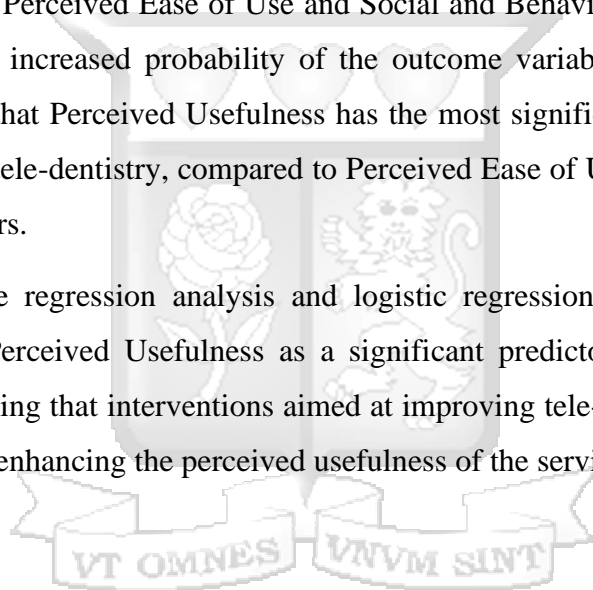 Perceived Ease of Use and Social and Behavi
increased probability of the outcome variab
hat Perceived Usefulness has the most signifi
ele-dentistry, compared to Perceived Ease of U
rs.
e regression analysis and logistic regression
Perceived Usefulness as a significant predicto
ing that interventions aimed at improving tele-
enhancing the perceived usefulness of the servi
VT OMNES VNVM SINT